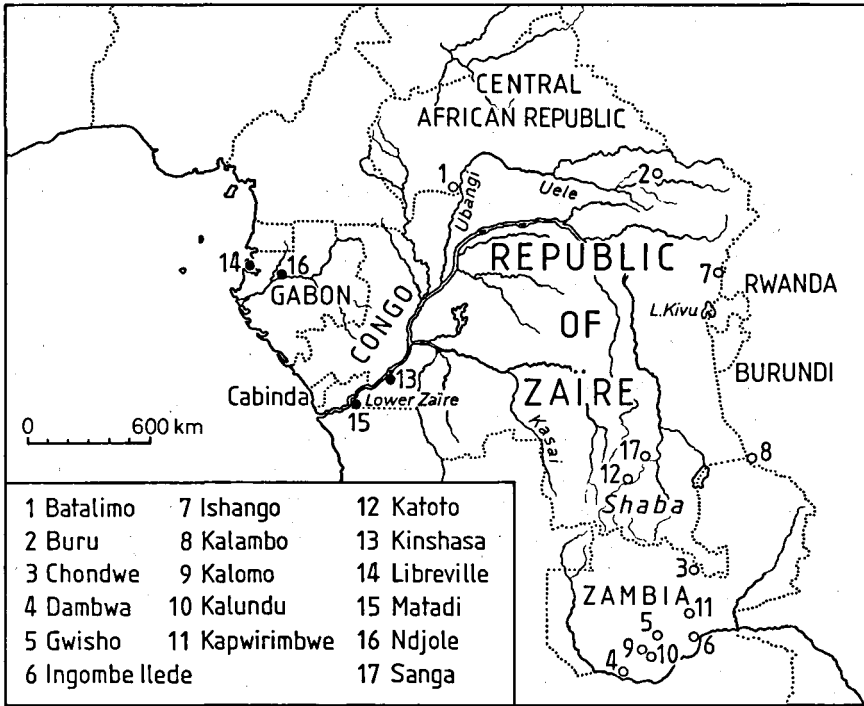 CENTRAL
AFRICAN REPUBLIC
1
2
Ubangi
Uele
REPUBLIC
14
16
GABON
7
RWANDA
L.Kivu
CONGO
OF
BURUNDI
Cabinda
13
ZAÏRE
Lower Zaïre
15
0 600 km
Kasai
17
8
12
Shaba
3
ZAMBIA
11
5
6
9
10
4
1 Batalimo
2 Buru
3 Chondwe
4 Dambwa
5 Gwisho
6 Ingombe Ilede
7 Ishango
8 Kalambo
9 Kalomo
10 Kalundu
11 Kapwirimbwe
12 Katoto
13 Kinshasa
14 Libreville
15 Matadi
16 Ndjole
17 Sanga